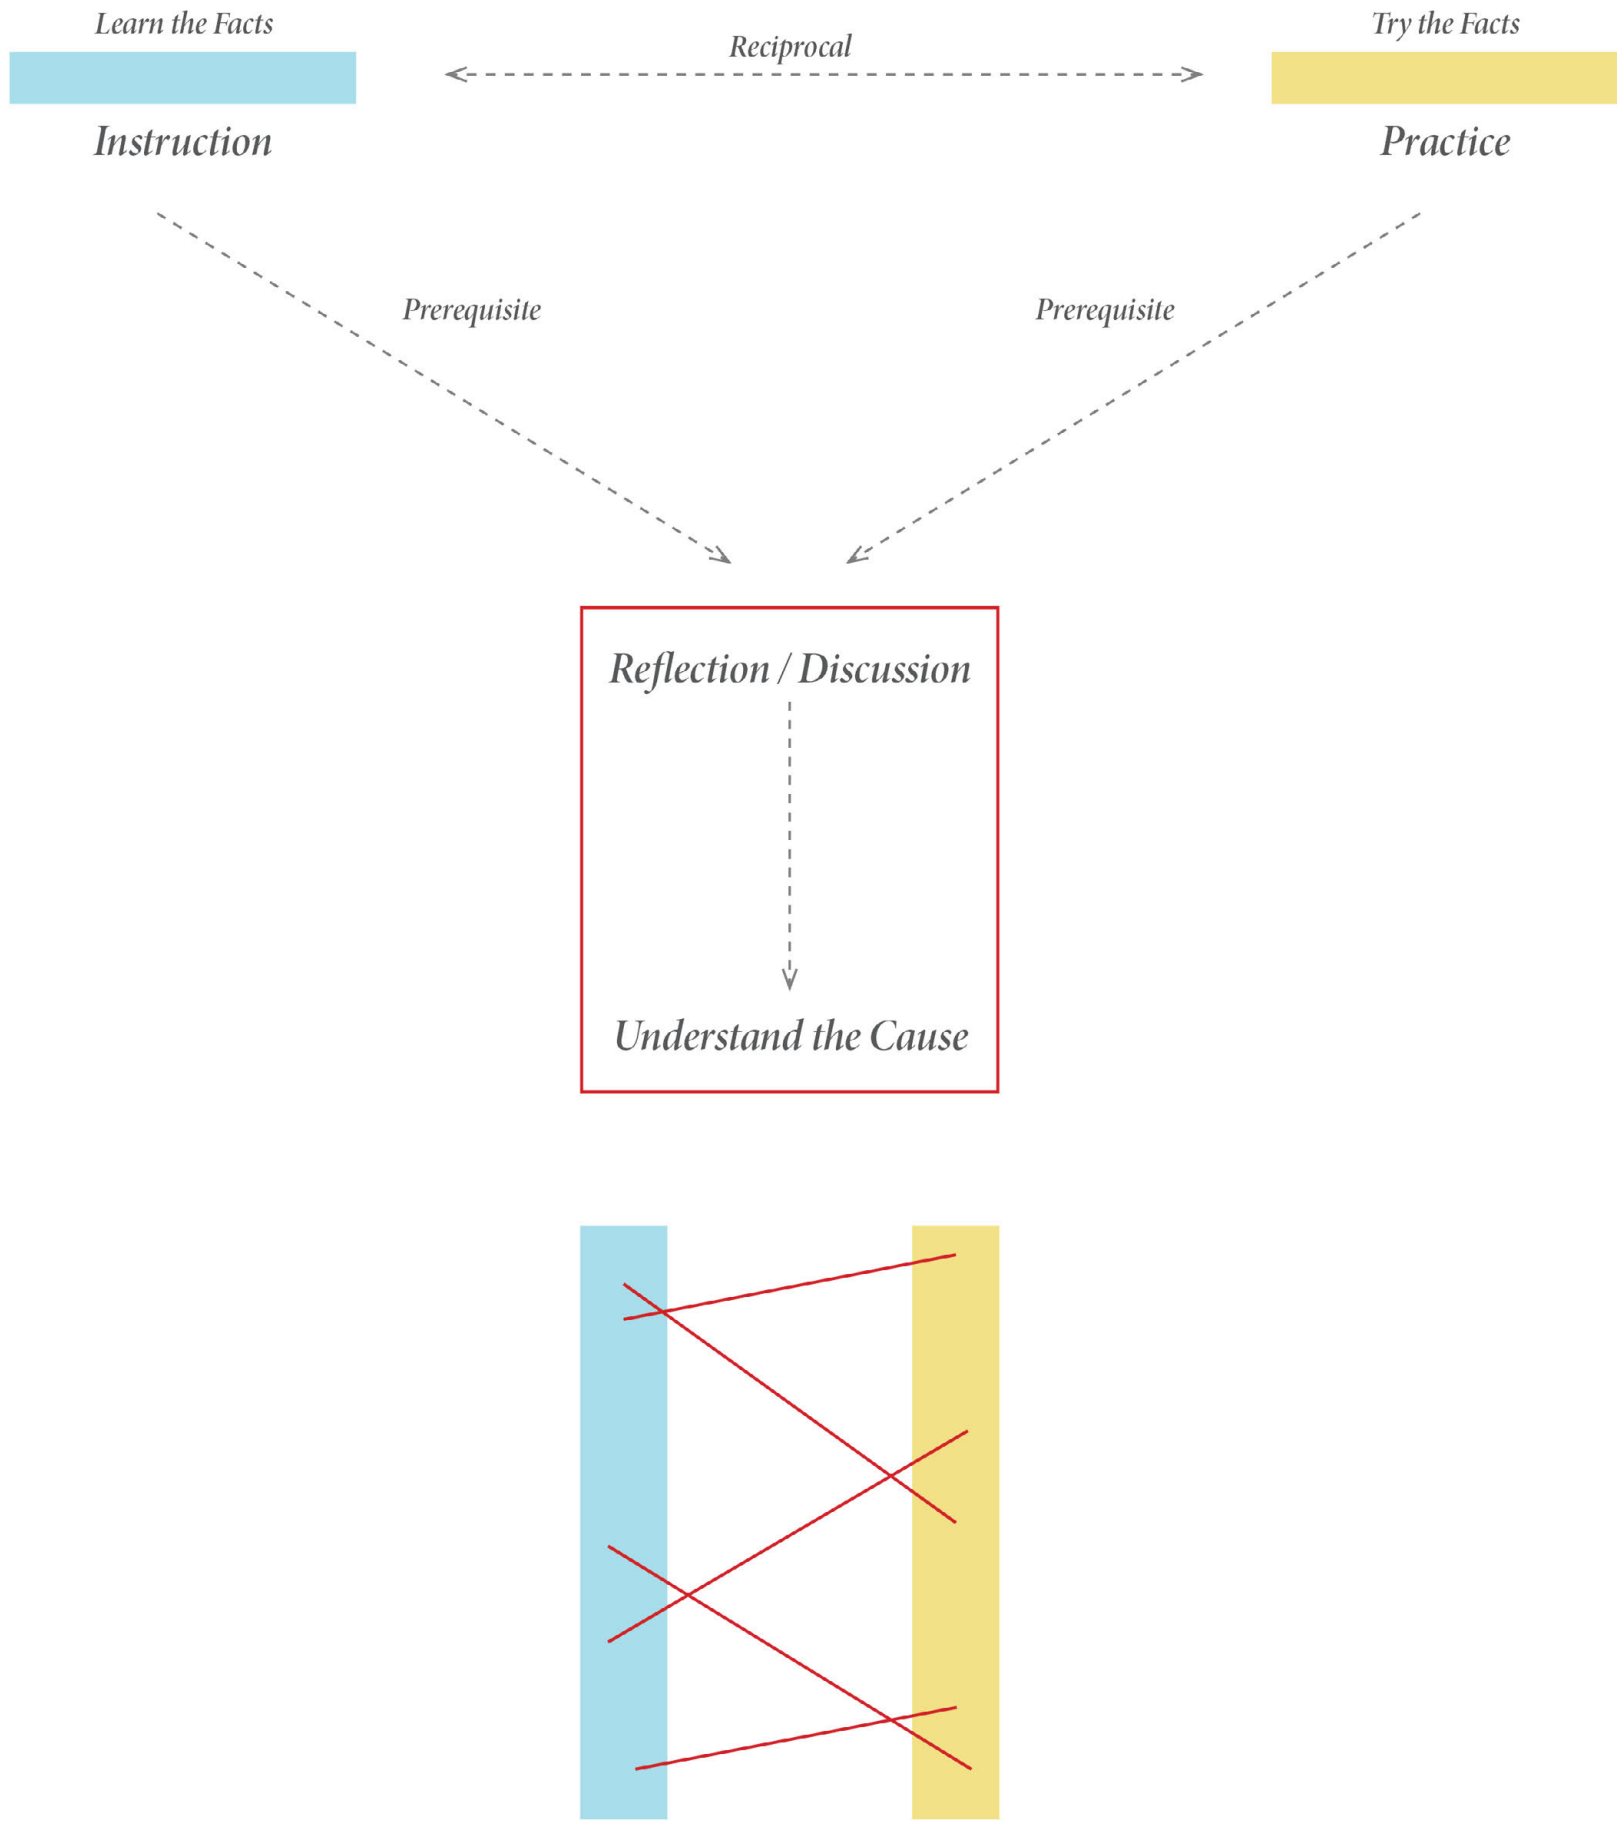 Learn the Facts
Try the Facts
Reciprocal
Instruction
Practice
Prerequisite
Prerequisite
Reflection / Discussion
Understand the Cause